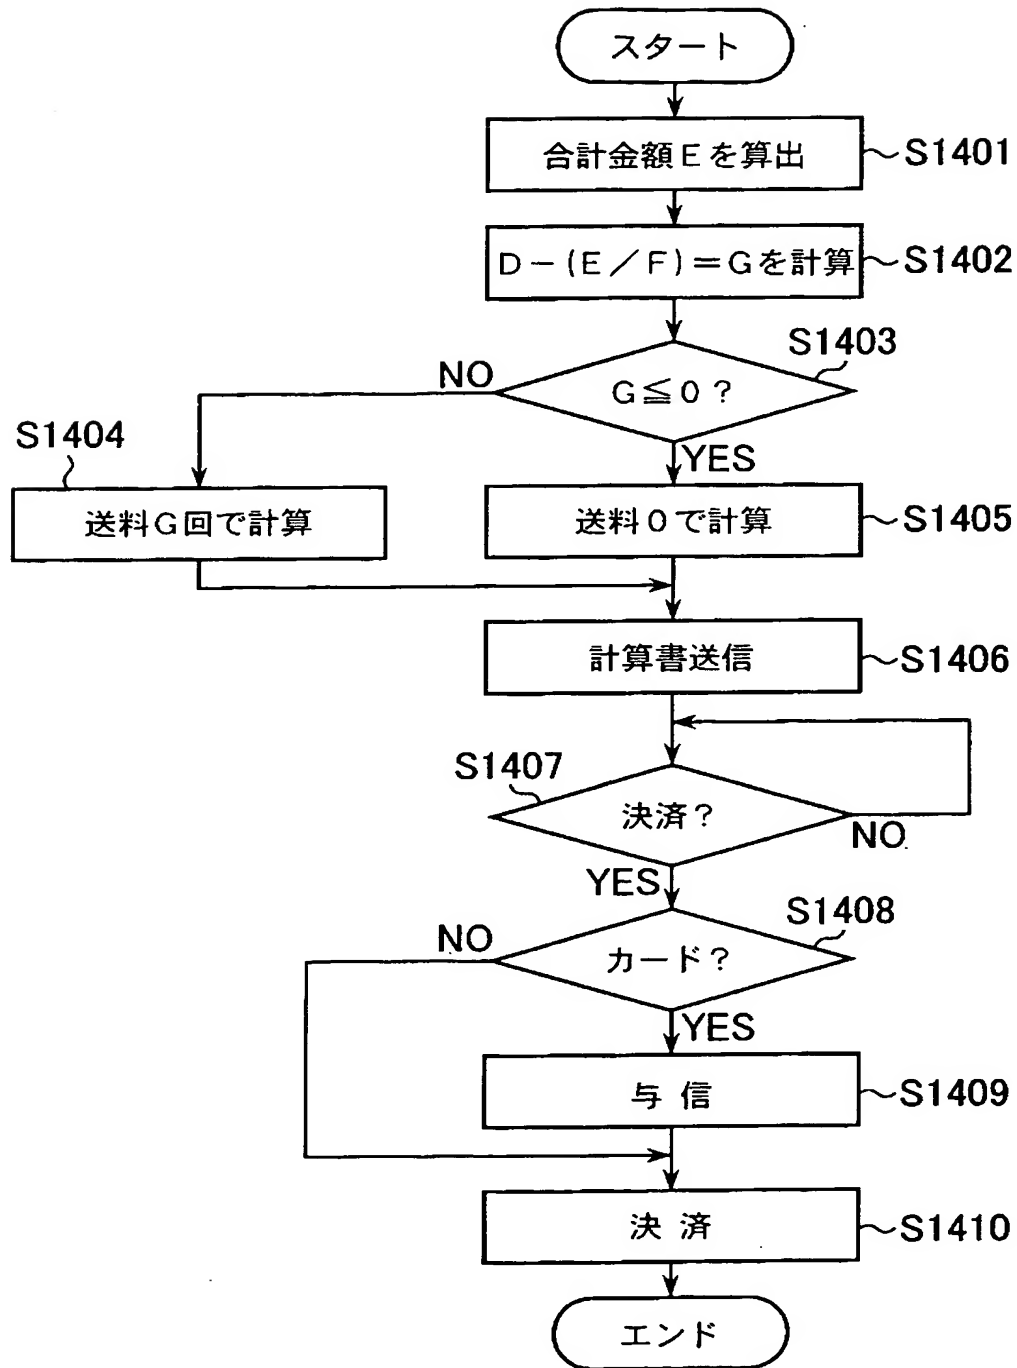 スタート
合計金額Eを算出
S1401
D-(E/F)=Gを計算
S1402
S1403
G≦0?
NO
YES
S1404
送料G回で計算
送料0で計算
S1405
計算書送信
S1406
S1407
決済?
NO
YES
S1408
カード?
NO
YES
与信
S1409
決済
S1410
エンド